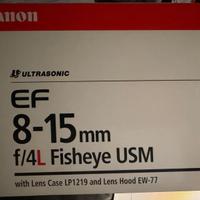 Canon
ULTRASONIC
EF
8-15mm
f/4L Fisheye USM
with Lens Case LP1219 and Lens Hood EW-77